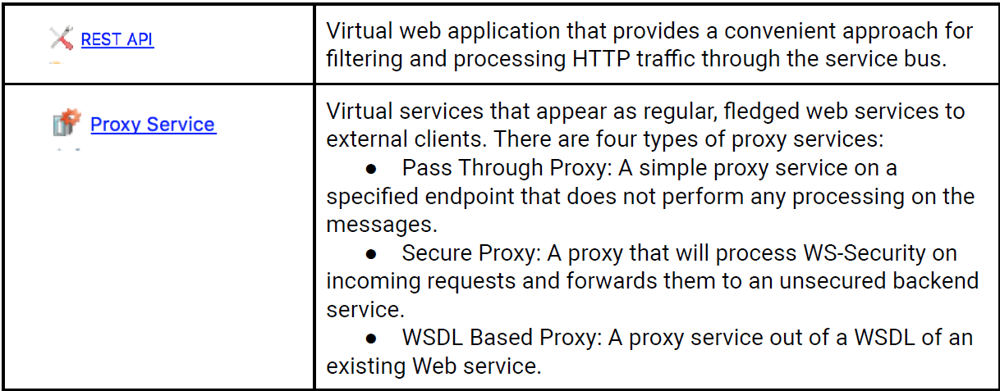 REST API
Virtual web application that provides a convenient approach for
filtering and processing HTTP traffic through the service bus.
Proxy Service
Virtual services that appear as regular, fledged web services to
external clients. There are four types of proxy services:
● Pass Through Proxy: A simple proxy service on a
specified endpoint that does not perform any processing on the
messages.
● Secure Proxy: A proxy that will process WS-Security on
incoming requests and forwards them to an unsecured backend
service.
● WSDL Based Proxy: A proxy service out of a WSDL of an
existing Web service.